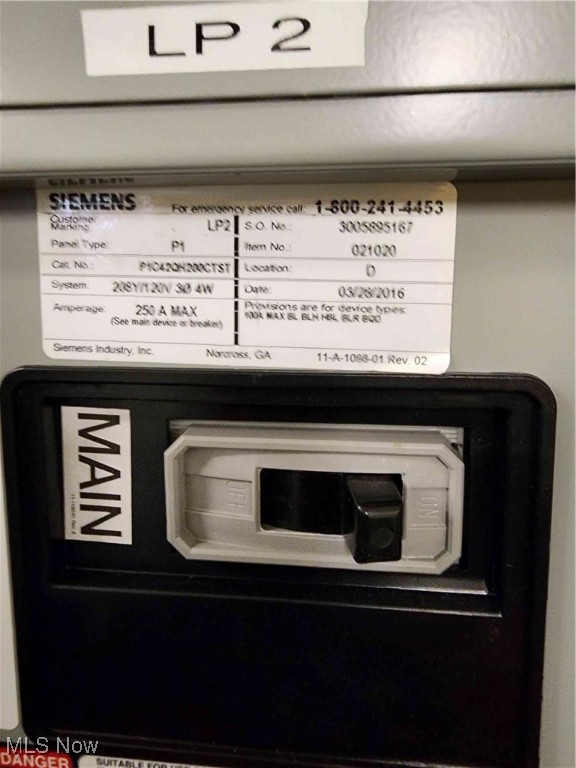 LP 2
SIEMENS
SIEMENS For emergency service call: 1-800-241-4453
Customer Marking: LP2 S.O. No.: 3005895167
Panel Type: P1 Item No.: 021020
Cat. No.: P1C42QH200CTST Location: D
System: 208Y/120V 3Ø 4W Date: 03/28/2016
Amperage: 250 A MAX Provisions are for device types:
(See main device or breaker) 100A MAX BL BLH HBL BLR BQD
Siemens Industry, Inc. Norcross, GA 11-A-1098-01 Rev 02
MAIN
OFF
ON
MLS Now
DANGER
SUITABLE FOR